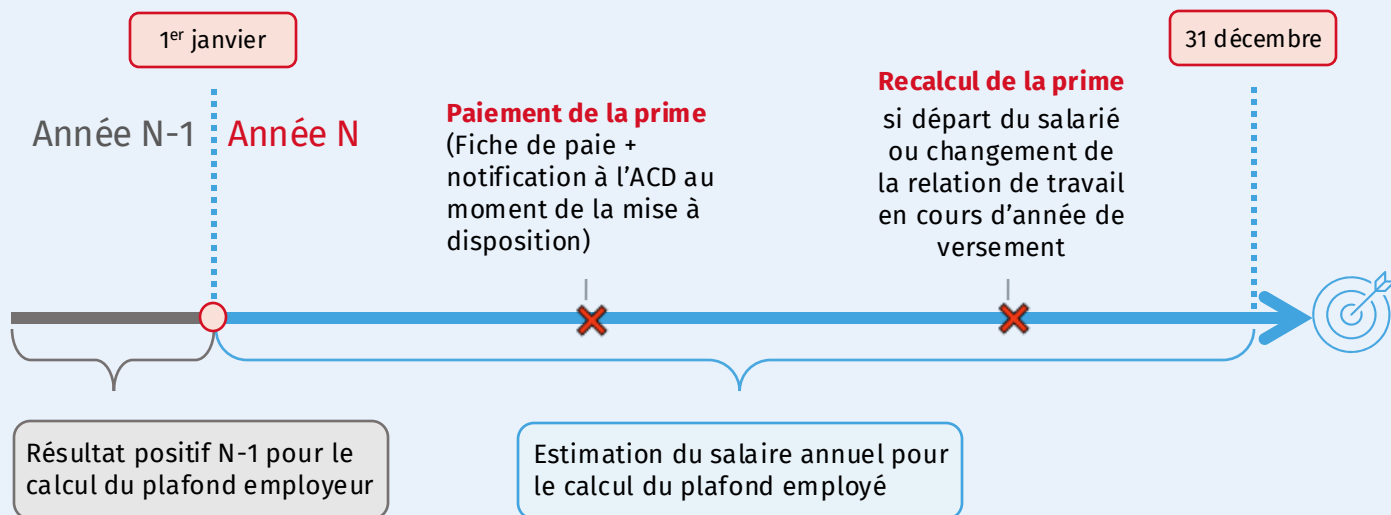 1er janvier
31 décembre
Année N-1
Année N
Paiement de la prime
(Fiche de paie +
notification à l’ACD au
moment de la mise à
disposition)
Recalcul de la prime
si départ du salarié
ou changement de
la relation de travail
en cours d’année de
versement
Résultat positif N-1 pour le
calcul du plafond employeur
Estimation du salaire annuel pour
le calcul du plafond employé